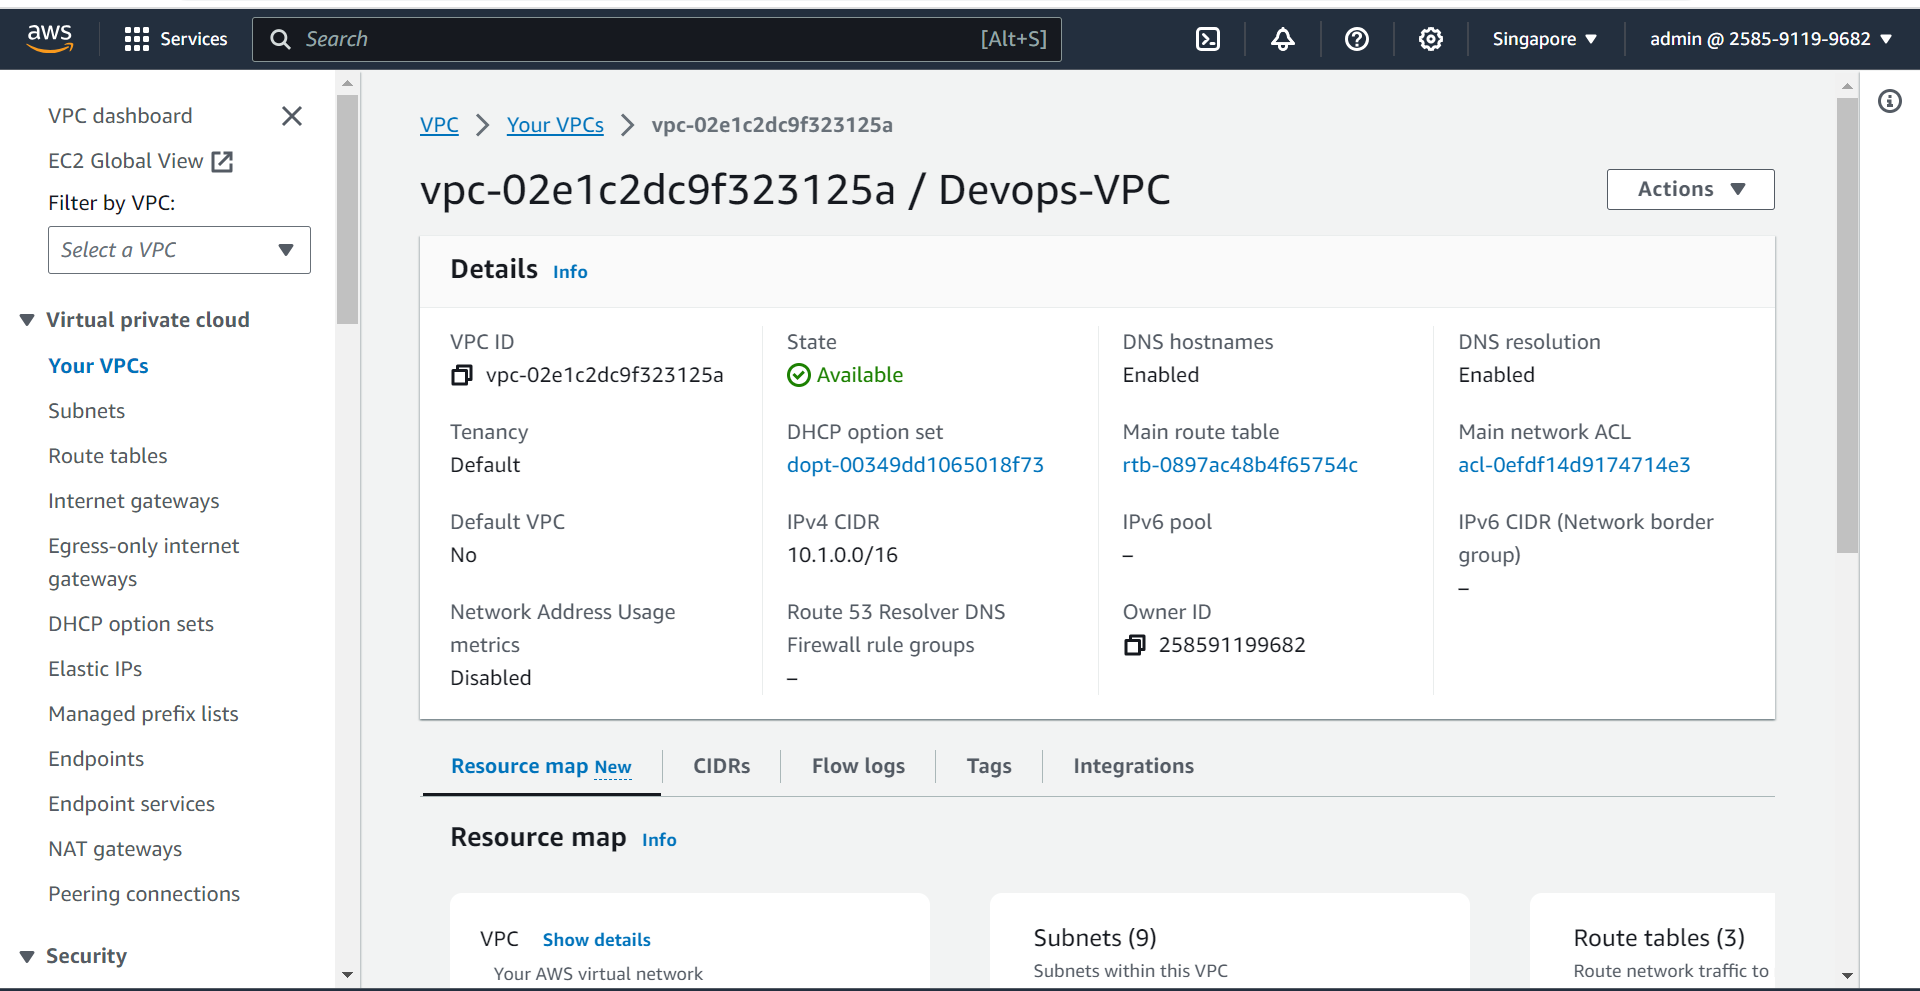 aws
Services
Search [Alt+S]
Singapore
admin @ 2585-9119-9682
VPC dashboard
EC2 Global View
Filter by VPC:
Select a VPC
Virtual private cloud
Your VPCs
Subnets
Route tables
Internet gateways
Egress-only internet
gateways
DHCP option sets
Elastic IPs
Managed prefix lists
Endpoints
Endpoint services
NAT gateways
Peering connections
Security
VPC > Your VPCs > vpc-02e1c2dc9f323125a
vpc-02e1c2dc9f323125a / Devops-VPC
Actions
Details Info
VPC ID
vpc-02e1c2dc9f323125a
State
Available
DNS hostnames
Enabled
DNS resolution
Enabled
Tenancy
Default
DHCP option set
dopt-00349dd1065018f73
Main route table
rtb-0897ac48b4f65754c
Main network ACL
acl-0efdf14d9174714e3
Default VPC
No
IPv4 CIDR
10.1.0.0/16
IPv6 pool
–
IPv6 CIDR (Network border
group)
–
Network Address Usage
metrics
Disabled
Route 53 Resolver DNS
Firewall rule groups
–
Owner ID
258591199682
Resource map New
CIDRs
Flow logs
Tags
Integrations
Resource map Info
VPC Show details
Your AWS virtual network
Subnets (9)
Subnets within this VPC
Route tables (3)
Route network traffic to